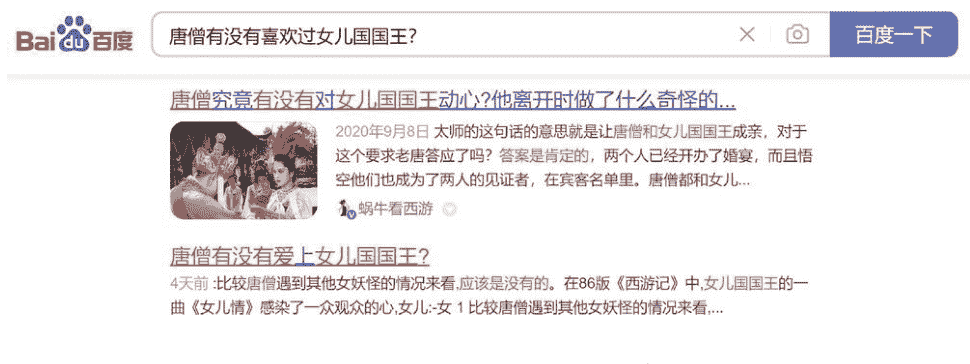 Bai du 百度 唐僧有没有喜欢过女儿国国王? 百度一下
唐僧究竟有没有对女儿国国王动心?他离开时做了什么奇怪的...
2020年9月8日 太师的这句话的意思就是让唐僧和女儿国国王成亲，对于
这个要求老唐答应了吗？答案是肯定的，两个人已经开办了婚宴，而且悟
空他们也成为了两人的见证者，在宾客名单里。唐僧都和女儿...
蜗牛看西游
唐僧有没有爱上女儿国国王?
4天前 :比较唐僧遇到其他女妖怪的情况来看,应该是没有的。在86版《西游记》中,女儿国国王的一
曲《女儿情》感染了一众观众的心,女儿:-女 1 比较唐僧遇到其他女妖怪的情况来看,...